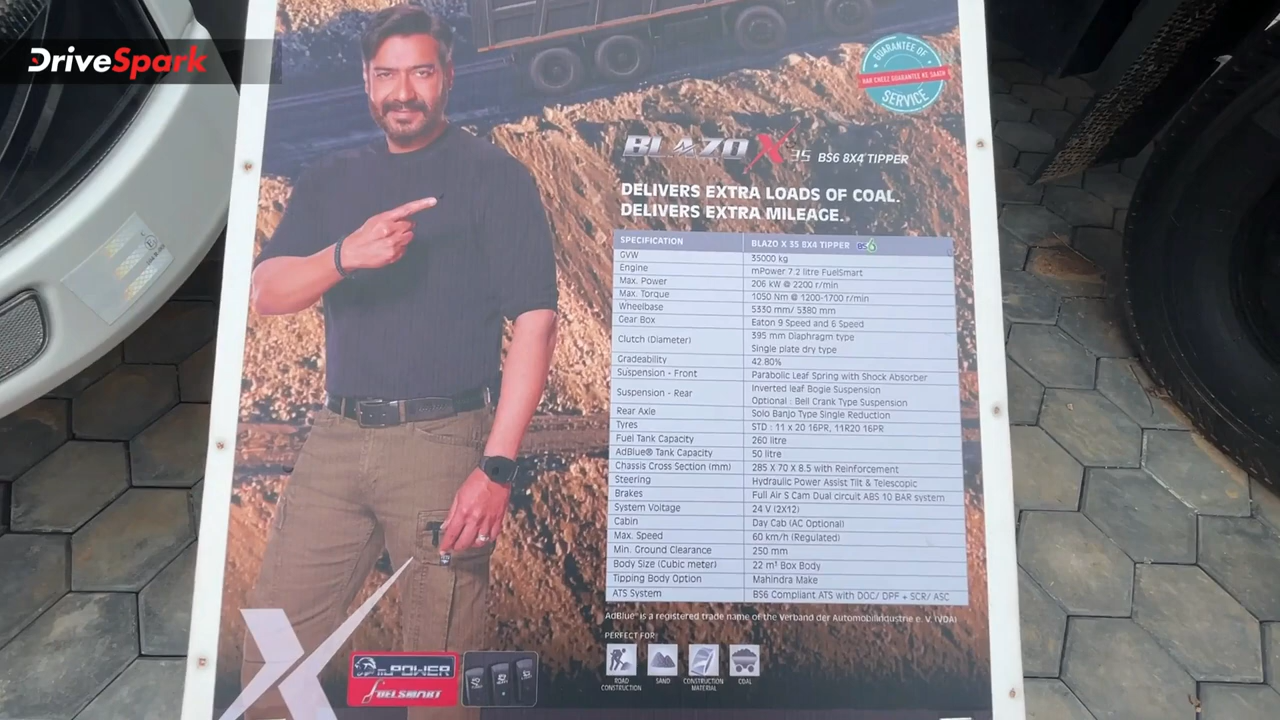 DriveSpark
GUARANTEE OF
HAR CHEEZ GUARANTEE KE SAATH
SERVICE
BLAZO X 35 BS6 8X4 TIPPER
DELIVERS EXTRA LOADS OF COAL.
DELIVERS EXTRA MILEAGE.
SPECIFICATION BLAZO X 35 8X4 TIPPER BS6
GVW 35000 kg
Engine mPower 7.2 litre FuelSmart
Max. Power 206 kW @ 2200 r/min
Max. Torque 1050 Nm @ 1200-1700 r/min
Wheelbase 5330 mm/ 5380 mm
Gear Box Eaton 9 Speed and 6 Speed
Clutch (Diameter) 395 mm Diaphragm type
Single plate dry type
Gradeability 42.80%
Suspension - Front Parabolic Leaf Spring with Shock Absorber
Suspension - Rear Inverted leaf Bogie Suspension
Optional : Bell Crank Type Suspension
Rear Axle Solo Banjo Type Single Reduction
Tyres STD : 11 x 20 16PR, 11R20 16PR
Fuel Tank Capacity 260 litre
AdBlue® Tank Capacity 50 litre
Chassis Cross Section (mm) 285 X 70 X 8.5 with Reinforcement
Steering Hydraulic Power Assist Tilt & Telescopic
Brakes Full Air S Cam Dual circuit ABS 10 BAR system
System Voltage 24 V (2X12)
Cabin Day Cab (AC Optional)
Max. Speed 60 km/h (Regulated)
Min. Ground Clearance 250 mm
Body Size (Cubic meter) 22 m³ Box Body
Tipping Body Option Mahindra Make
ATS System BS6 Compliant ATS with DOC/ DPF + SCR/ ASC
AdBlue® is a registered trade name of the Verband der Automobilindustrie e. V. (VDA)
PERFECT FOR
ROAD CONSTRUCTION
SAND
CONSTRUCTION MATERIAL
COAL
mPOWER
FUELSMART